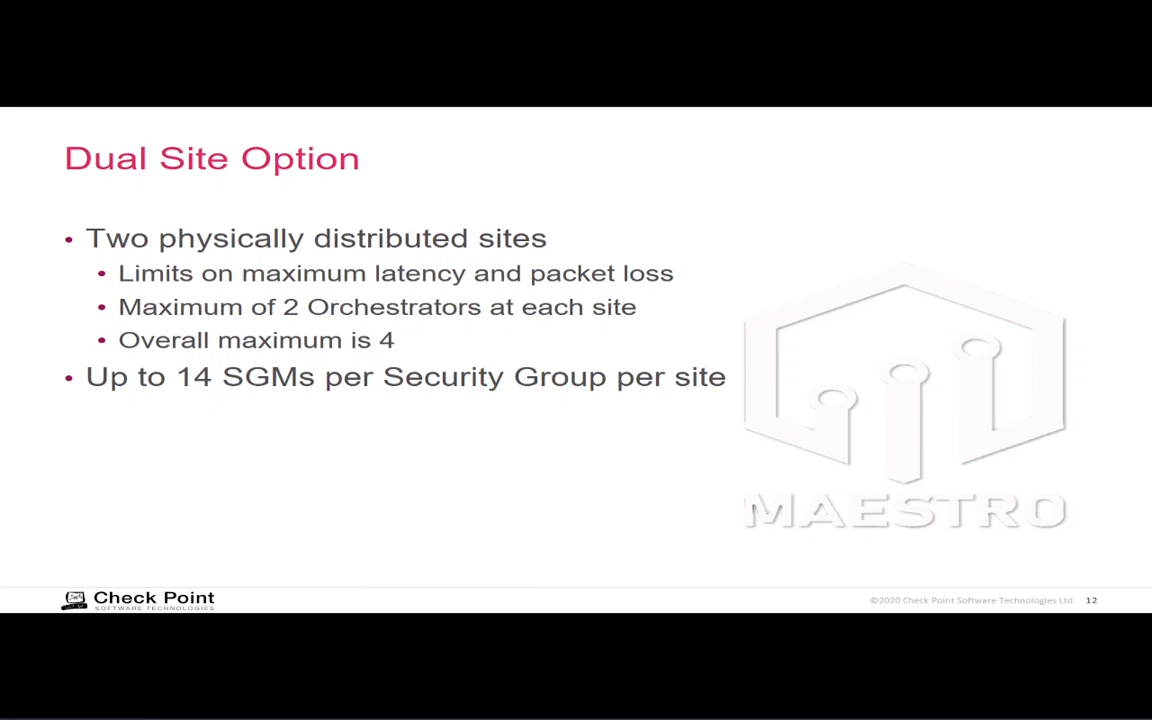 Dual Site Option
• Two physically distributed sites
• Limits on maximum latency and packet loss
• Maximum of 2 Orchestrators at each site
• Overall maximum is 4
• Up to 14 SGMs per Security Group per site
MAESTRO
Check Point
SOFTWARE TECHNOLOGIES
©2020 Check Point Software Technologies Ltd. 12